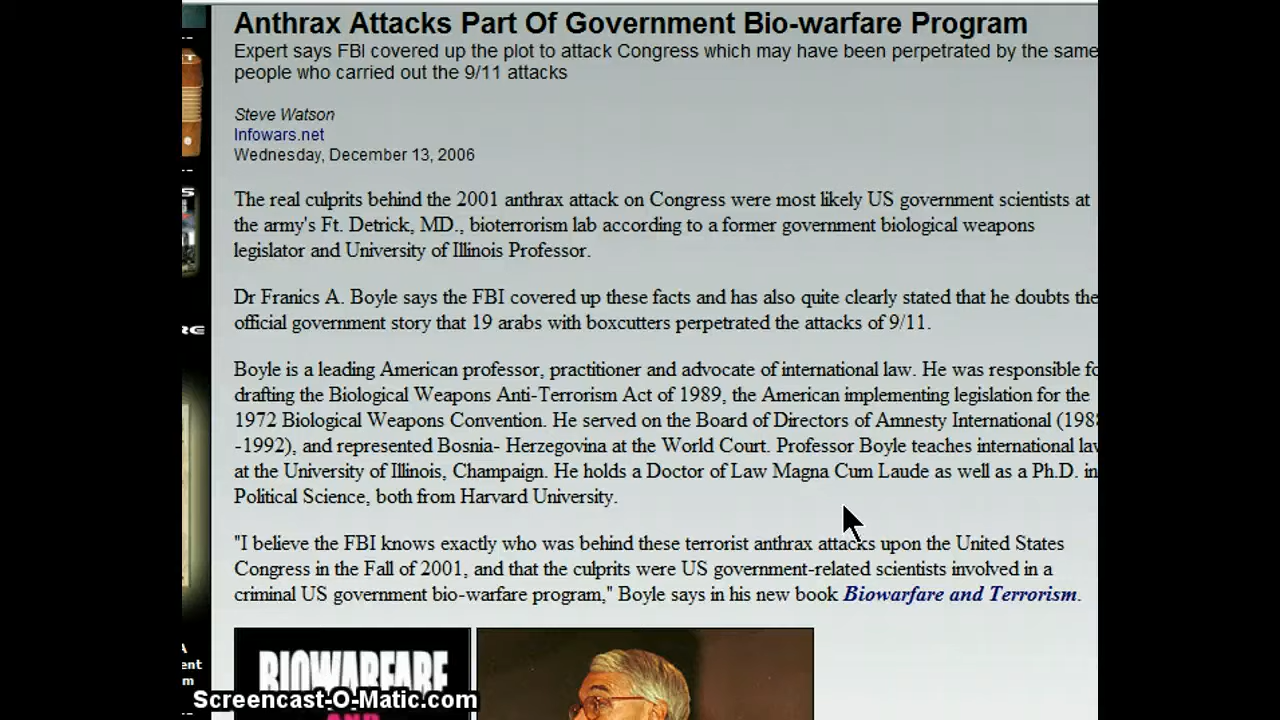 Anthrax Attacks Part Of Government Bio-warfare Program
Expert says FBI covered up the plot to attack Congress which may have been perpetrated by the same
people who carried out the 9/11 attacks
Steve Watson
Infowars.net
Wednesday, December 13, 2006
The real culprits behind the 2001 anthrax attack on Congress were most likely US government scientists at
the army's Ft. Detrick, MD., bioterrorism lab according to a former government biological weapons
legislator and University of Illinois Professor.
Dr Franics A. Boyle says the FBI covered up these facts and has also quite clearly stated that he doubts the
official government story that 19 arabs with boxcutters perpetrated the attacks of 9/11.
Boyle is a leading American professor, practitioner and advocate of international law. He was responsible fo
drafting the Biological Weapons Anti-Terrorism Act of 1989, the American implementing legislation for the
1972 Biological Weapons Convention. He served on the Board of Directors of Amnesty International (1988
-1992), and represented Bosnia- Herzegovina at the World Court. Professor Boyle teaches international law
at the University of Illinois, Champaign. He holds a Doctor of Law Magna Cum Laude as well as a Ph.D. in
Political Science, both from Harvard University.
"I believe the FBI knows exactly who was behind these terrorist anthrax attacks upon the United States
Congress in the Fall of 2001, and that the culprits were US government-related scientists involved in a
criminal US government bio-warfare program," Boyle says in his new book Biowarfare and Terrorism.
BIOWARFARE
AND
Screencast-O-Matic.com